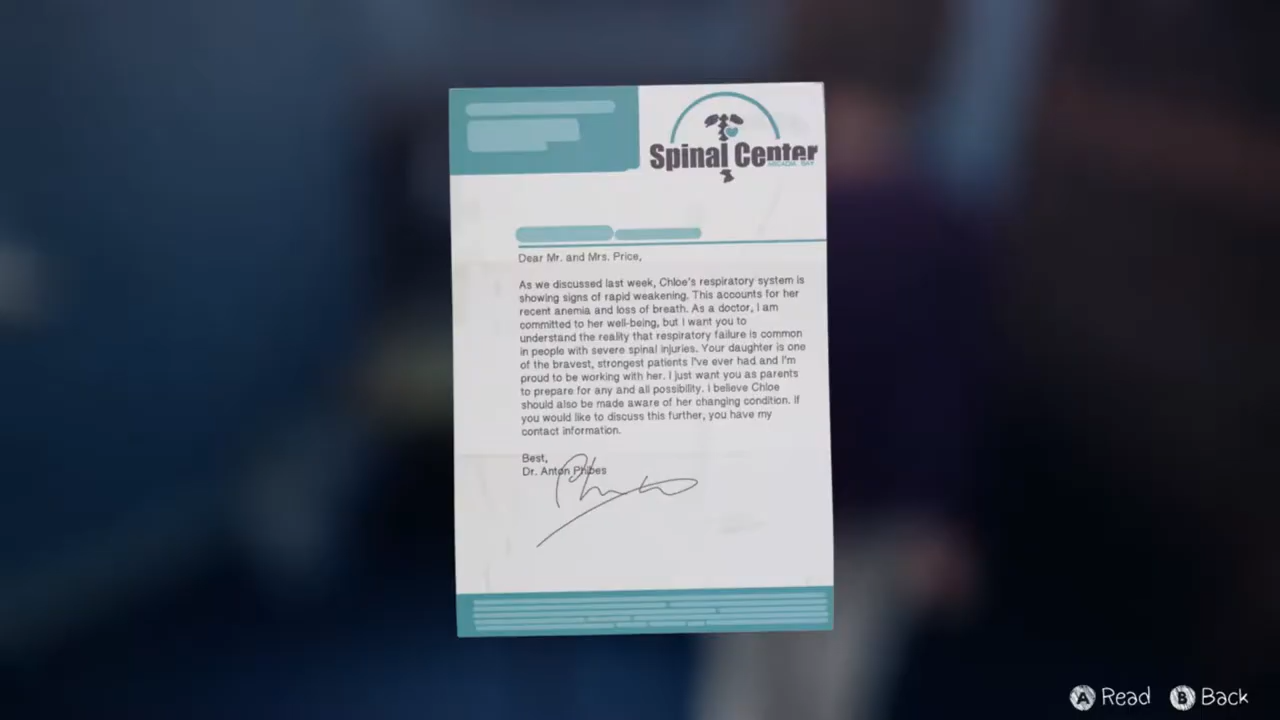 Spinal Center
ARCADIA BAY
Dear Mr. and Mrs. Price,
As we discussed last week, Chloe's respiratory system is
showing signs of rapid weakening. This accounts for her
recent anemia and loss of breath. As a doctor, I am
committed to her well-being, but I want you to
understand the reality that respiratory failure is common
in people with severe spinal injuries. Your daughter is one
of the bravest, strongest patients I've ever had and I'm
proud to be working with her. I just want you as parents
to prepare for any and all possibility. I believe Chloe
should also be made aware of her changing condition. If
you would like to discuss this further, you have my
contact information.
Best,
Dr. Anton Phibes
A Read B Back